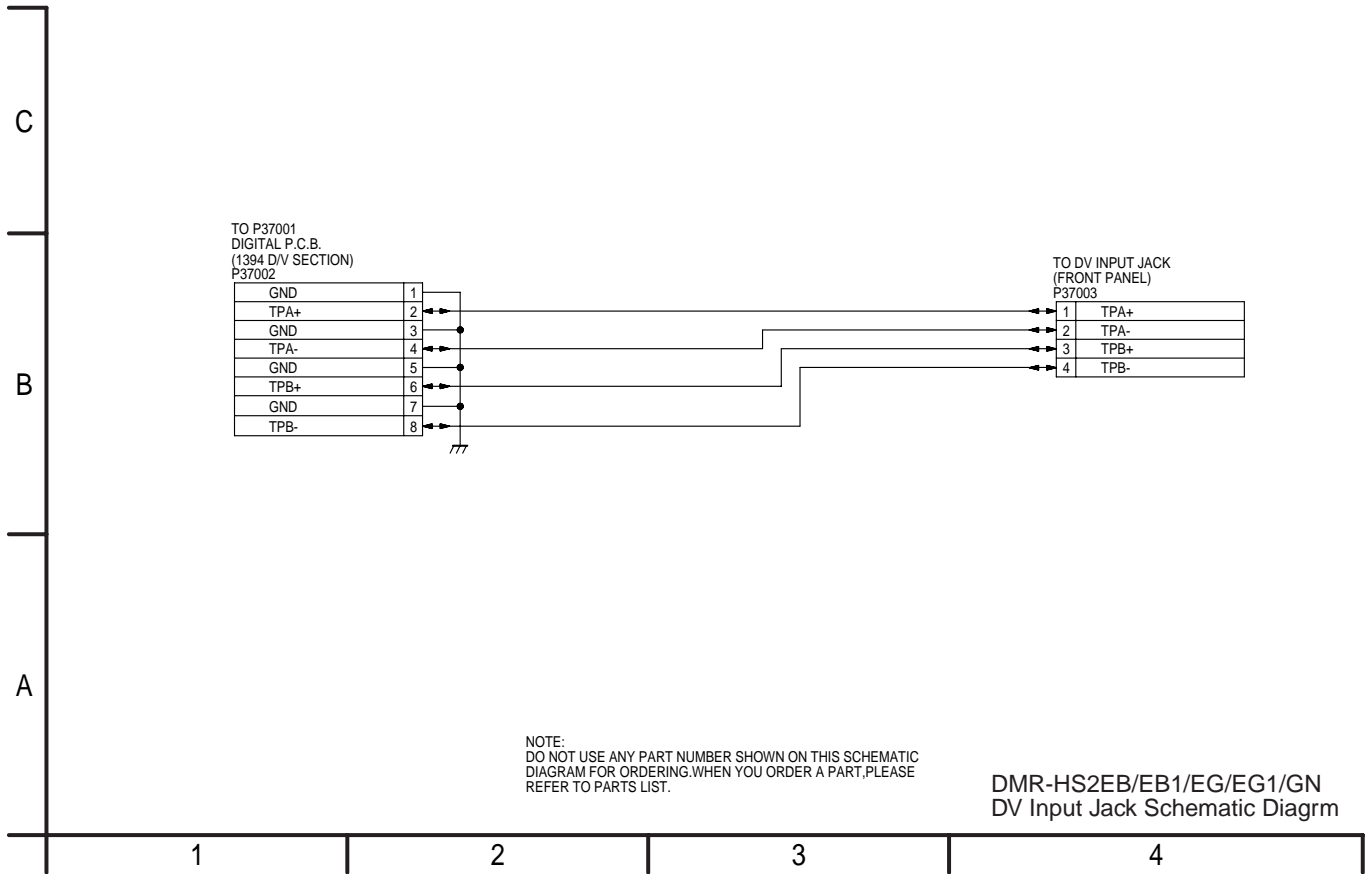 C
B
A
TO P37001
DIGITAL P.C.B.
(1394 D/V SECTION)
P37002
GND 1
TPA+ 2
GND 3
TPA- 4
GND 5
TPB+ 6
GND 7
TPB- 8
TO DV INPUT JACK
(FRONT PANEL)
P37003
1 TPA+
2 TPA-
3 TPB+
4 TPB-
NOTE:
DO NOT USE ANY PART NUMBER SHOWN ON THIS SCHEMATIC
DIAGRAM FOR ORDERING.WHEN YOU ORDER A PART,PLEASE
REFER TO PARTS LIST.
DMR-HS2EB/EB1/EG/EG1/GN
DV Input Jack Schematic Diagrm
1 2 3 4